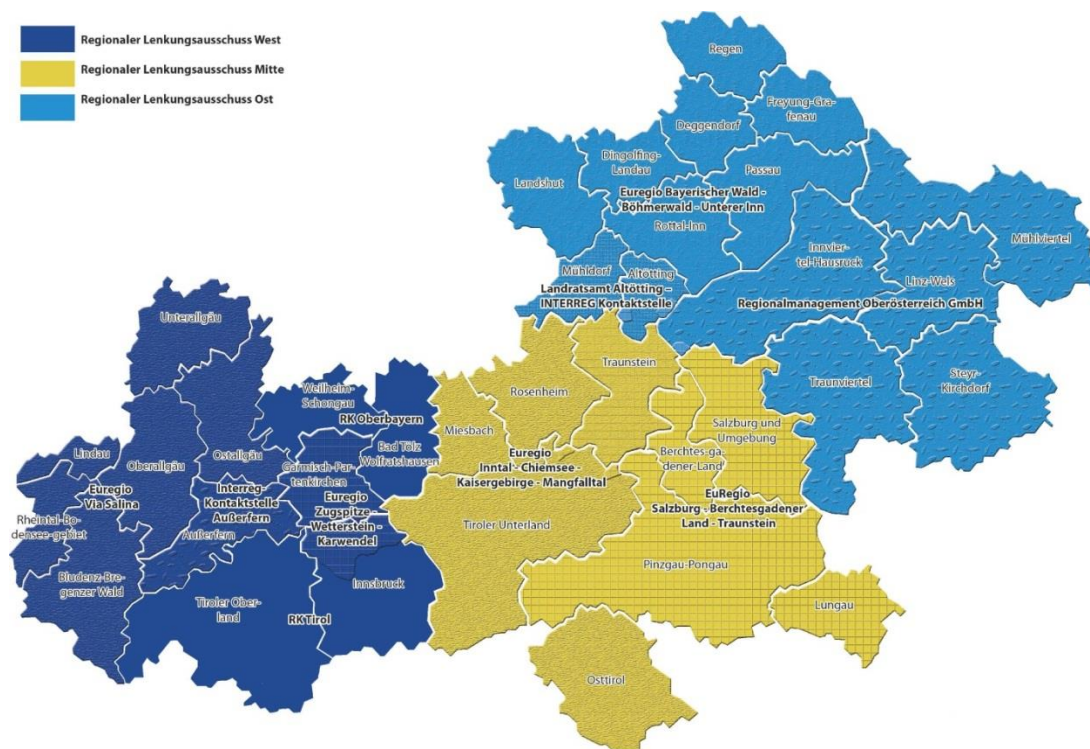 Regionaler Lenkungsausschuss West
Regionaler Lenkungsausschuss Mitte
Regionaler Lenkungsausschuss Ost
Regen
Freyung-Gra-
fenau
Deggendorf
Dingolfing-
Landau
Passau
Landshut
Euregio Bayerischer Wald -
Böhmerwald - Unterer Inn
Rottal-Inn
Mühlviertel
Innvier-
tel-Hausruck
Mühldorf
Altötting
Linz-Wels
Landratsamt Altötting –
INTERREG Kontaktstelle
Regionalmanagement Oberösterreich GmbH
Unterallgäu
Traunstein
Steyr-
Kirchdorf
Traunviertel
Weilheim-
Schongau
Rosenheim
RK Oberbayern
Miesbach
Salzburg und
Umgebung
Lindau
Oberallgäu
Ostallgäu
Bad Tölz
Wolfratshausen
Euregio
Inntal - Chiemsee -
Kaisergebirge - Mangfalltal
Berchtes-ga-
dener-Land
Garmisch-Par-
tenkirchen
Euregio
Via Salina
Interreg-
Kontaktstelle
Außerfern
Euregio
Zugspitze -
Wetterstein -
Karwendel
EuRegio
Salzburg - Berchtesgadener
Land - Traunstein
Rheintal-Bo-
densee-gebiet
Außerfern
Tiroler Unterland
Bludenz-Bre-
genzer Wald
Innsbruck
Pinzgau-Pongau
Tiroler Ober-
land
RK Tirol
Lungau
Osttirol